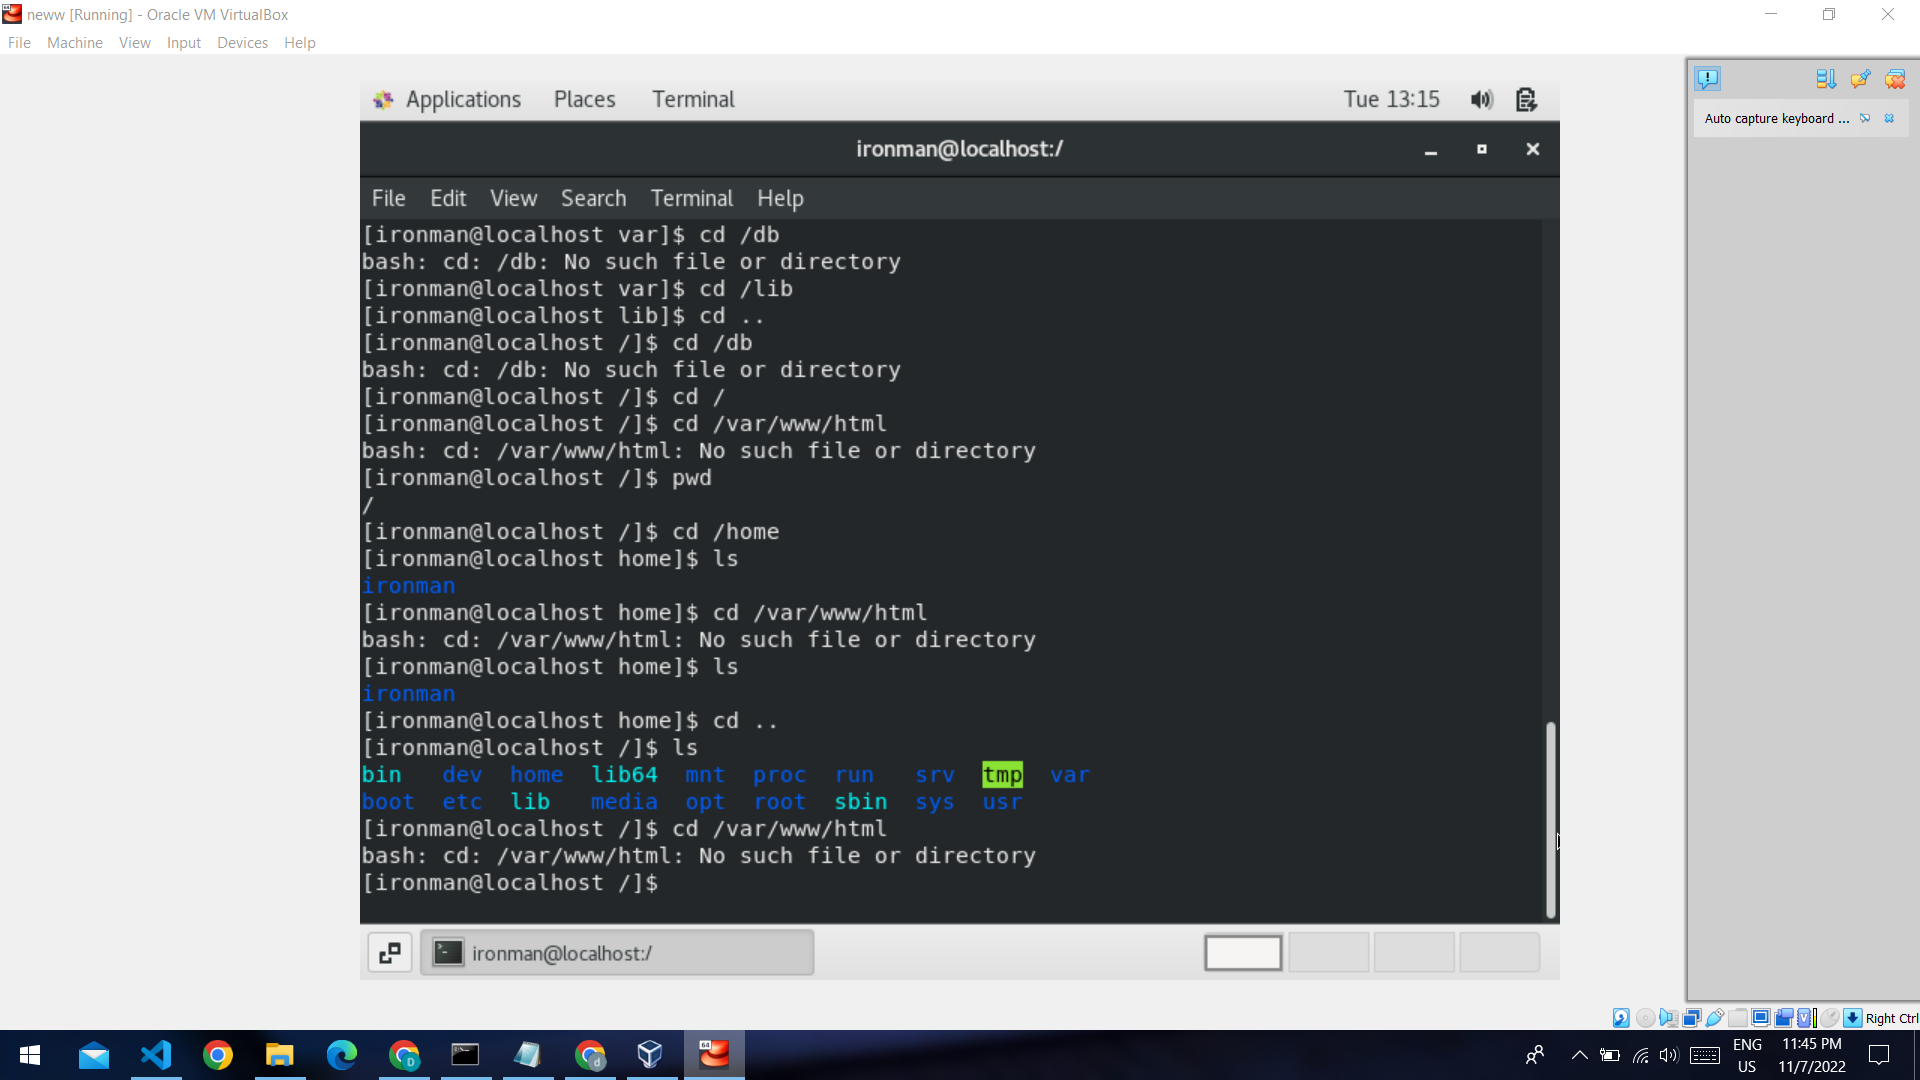 neww [Running] - Oracle VM VirtualBox
File Machine View Input Devices Help
Auto capture keyboard ...
Applications Places Terminal Tue 13:15
ironman@localhost:/
File Edit View Search Terminal Help
[ironman@localhost var]$ cd /db
bash: cd: /db: No such file or directory
[ironman@localhost var]$ cd /lib
[ironman@localhost lib]$ cd ..
[ironman@localhost /]$ cd /db
bash: cd: /db: No such file or directory
[ironman@localhost /]$ cd /
[ironman@localhost /]$ cd /var/www/html
bash: cd: /var/www/html: No such file or directory
[ironman@localhost /]$ pwd
/
[ironman@localhost /]$ cd /home
[ironman@localhost home]$ ls
ironman
[ironman@localhost home]$ cd /var/www/html
bash: cd: /var/www/html: No such file or directory
[ironman@localhost home]$ ls
ironman
[ironman@localhost home]$ cd ..
[ironman@localhost /]$ ls
bin dev home lib64 mnt proc run srv tmp var
boot etc lib media opt root sbin sys usr
[ironman@localhost /]$ cd /var/www/html
bash: cd: /var/www/html: No such file or directory
[ironman@localhost /]$
ironman@localhost:/
Right Ctrl
ENG 11:45 PM
US 11/7/2022